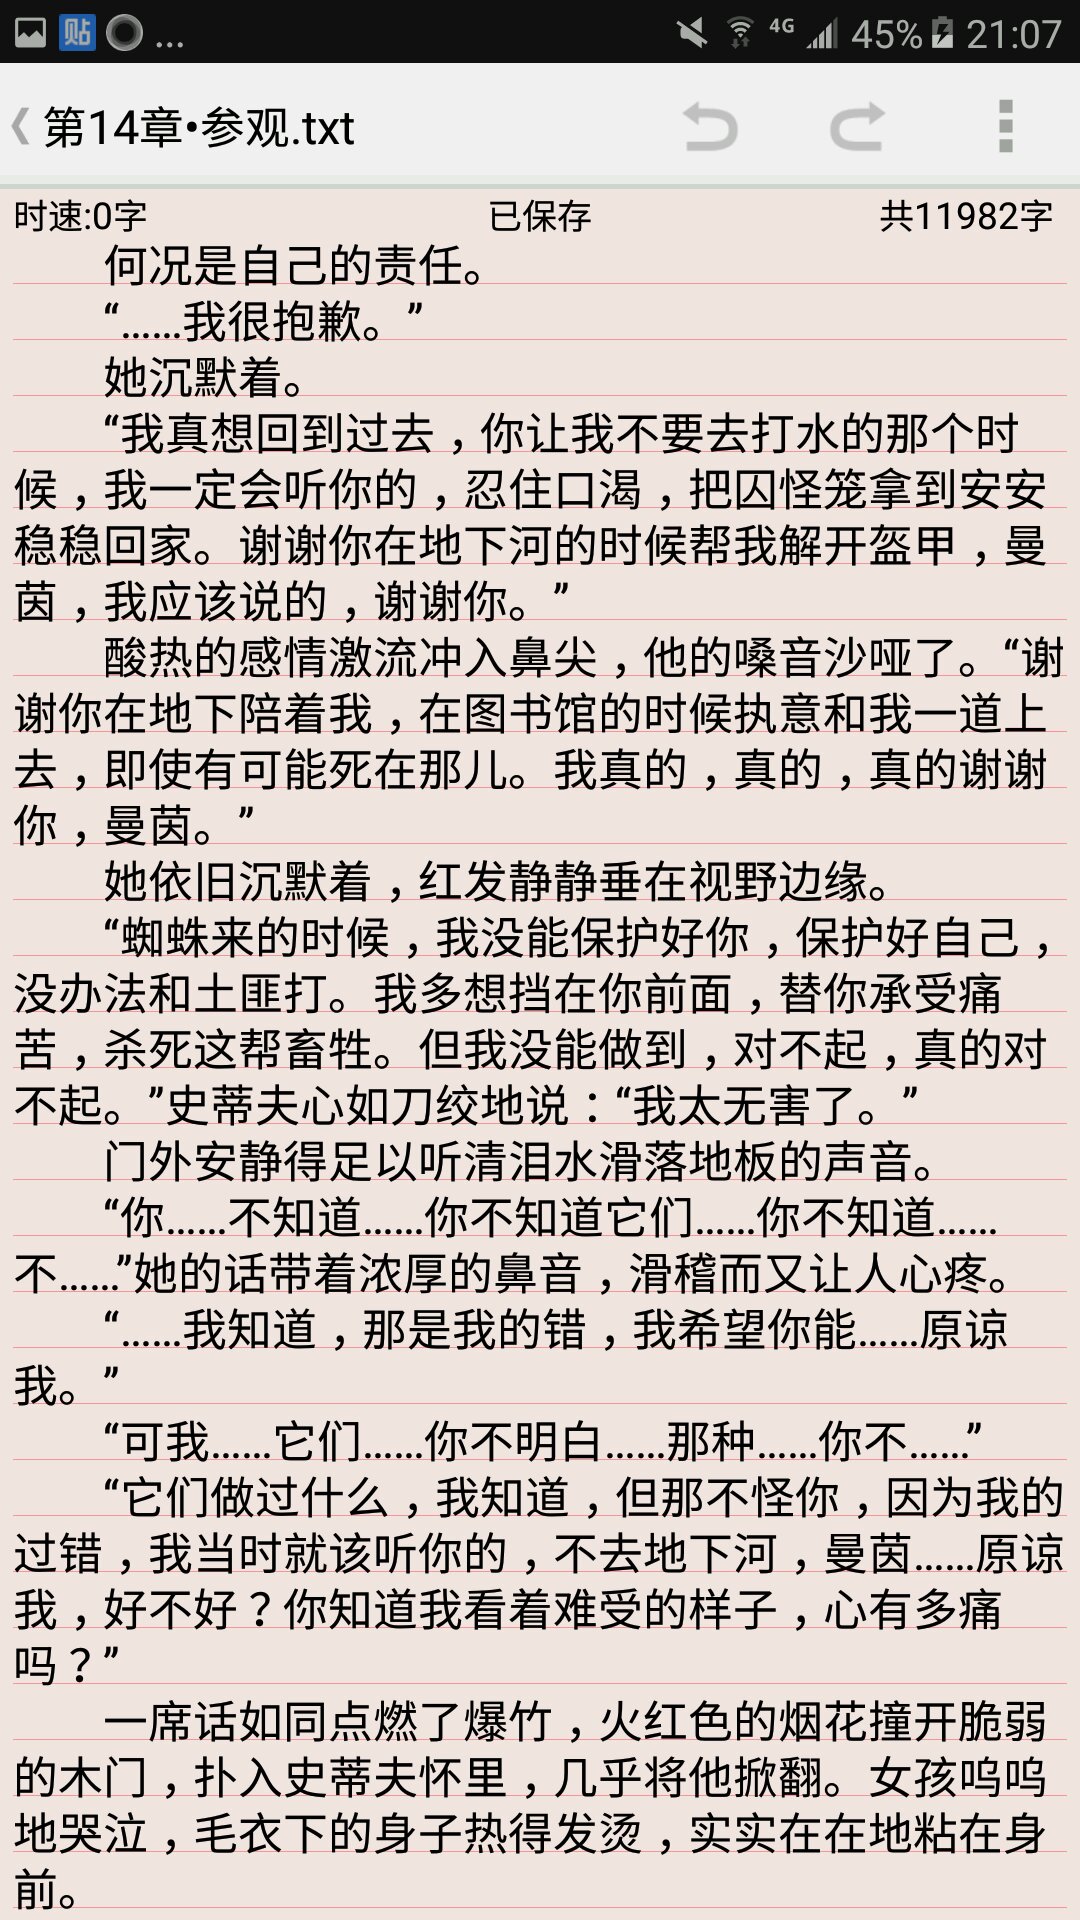 贴 ... 4G 45% 21:07
第14章•参观.txt
时速:0字 已保存 共11982字
何况是自己的责任。
“……我很抱歉。”
她沉默着。
“我真想回到过去，你让我不要去打水的那个时
候，我一定会听你的，忍住口渴，把囚怪笼拿到安安
稳稳回家。谢谢你在地下河的时候帮我解开盔甲，曼
茵，我应该说的，谢谢你。”
酸热的感情激流冲入鼻尖，他的嗓音沙哑了。“谢
谢你在地下陪着我，在图书馆的时候执意和我一道上
去，即使有可能死在那儿。我真的，真的，真的谢谢
你，曼茵。”
她依旧沉默着，红发静静垂在视野边缘。
“蜘蛛来的时候，我没能保护好你，保护好自己，
没办法和土匪打。我多想挡在你前面，替你承受痛
苦，杀死这帮畜牲。但我没能做到，对不起，真的对
不起。”史蒂夫心如刀绞地说：“我太无害了。”
门外安静得足以听清泪水滑落地板的声音。
“你……不知道……你不知道它们……你不知道……
不……”她的话带着浓厚的鼻音，滑稽而又让人心疼。
“……我知道，那是我的错，我希望你能……原谅
我。”
“可我……它们……你不明白……那种……你不……”
“它们做过什么，我知道，但那不怪你，因为我的
过错，我当时就该听你的，不去地下河，曼茵……原谅
我，好不好？你知道我看着难受的样子，心有多痛
吗？”
一席话如同点燃了爆竹，火红色的烟花撞开脆弱
的木门，扑入史蒂夫怀里，几乎将他掀翻。女孩呜呜
地哭泣，毛衣下的身子热得发烫，实实在在地粘在身
前。